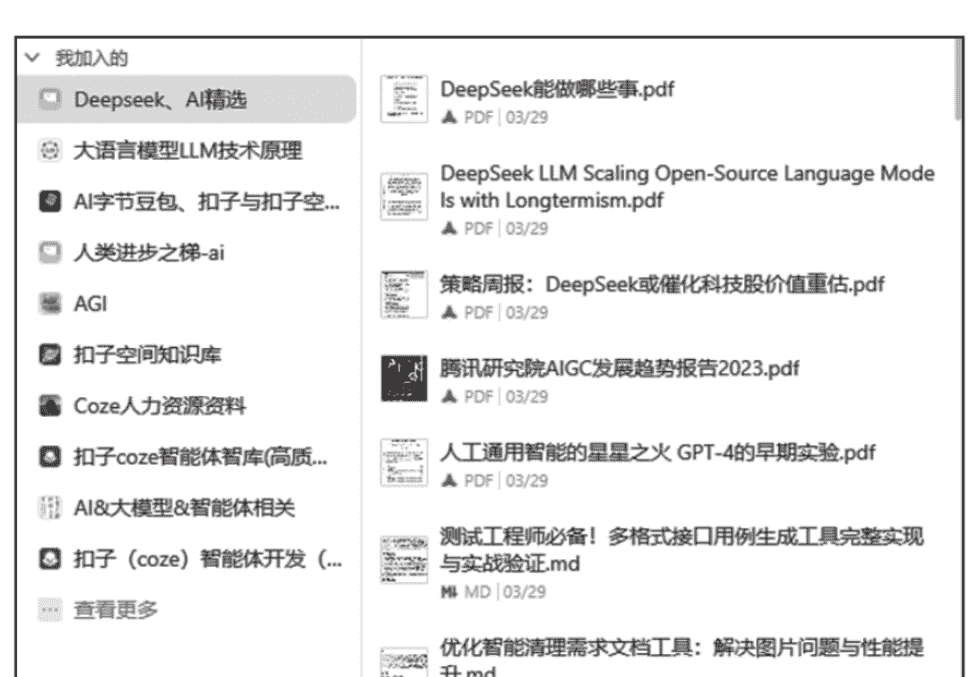 我加入的
Deepseek、AI精选
大语言模型LLM技术原理
AI字节豆包、扣子与扣子空...
人类进步之梯-ai
AGI
扣子空间知识库
Coze人力资源资料
扣子coze智能体智库(高质...
AI&大模型&智能体相关
扣子（coze）智能体开发（...
查看更多
DeepSeek能做哪些事.pdf
PDF | 03/29
DeepSeek LLM Scaling Open-Source Language Mode
ls with Longtermism.pdf
PDF | 03/29
策略周报：DeepSeek或催化科技股价值重估.pdf
PDF | 03/29
腾讯研究院AIGC发展趋势报告2023.pdf
PDF | 03/29
人工通用智能的星星之火 GPT-4的早期实验.pdf
PDF | 03/29
测试工程师必备！多格式接口用例生成工具完整实现
与实战验证.md
MD | 03/29
优化智能清理需求文档工具：解决图片问题与性能提
升.md